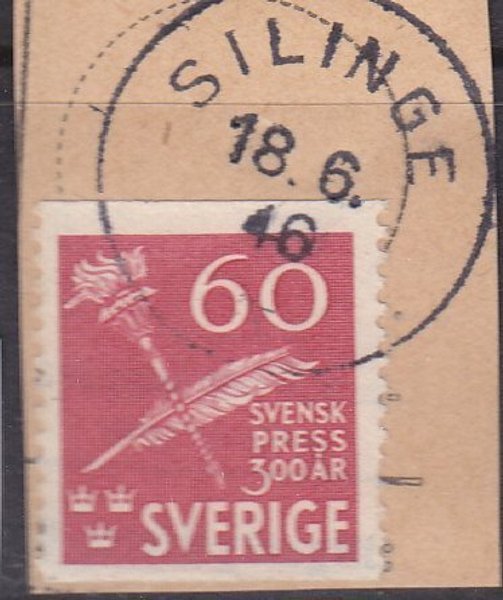 SILINGE
18. 6.
46
60
SVENSK
PRESS
300 ÅR
SVERIGE